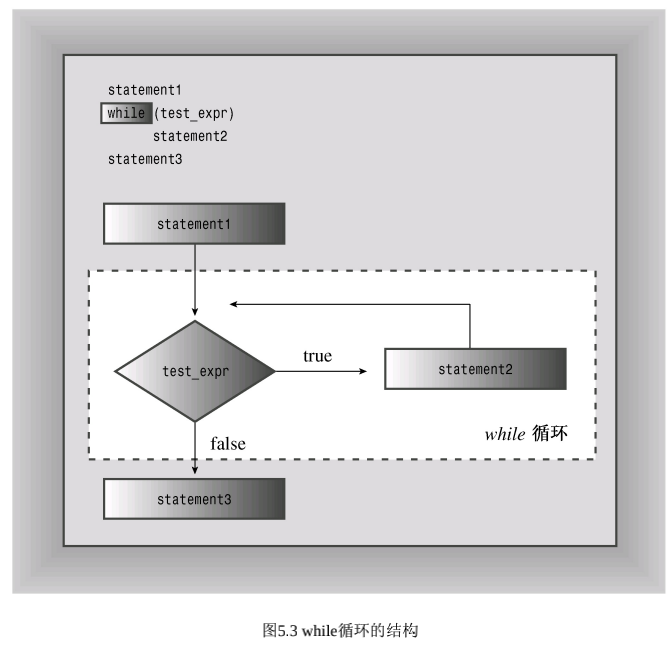 statement1
while (test_expr)
statement2
statement3
statement1
test_expr
true
statement2
while 循环
false
statement3
图5.3 while循环的结构